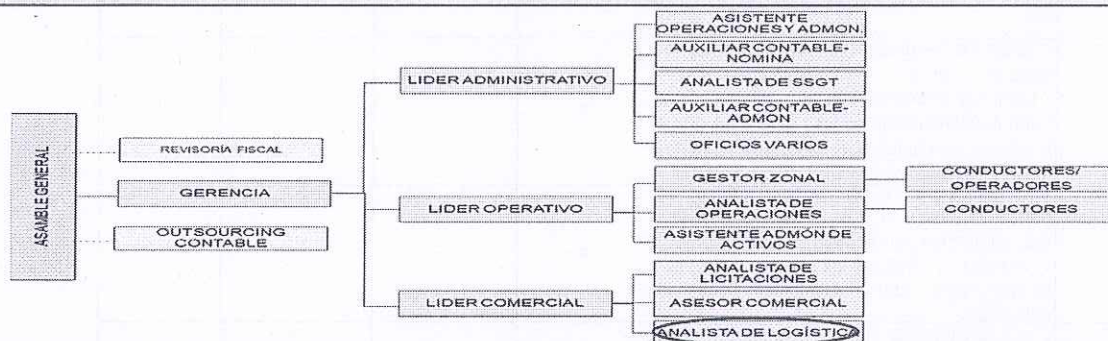 ASAMBLE GENERAL
REVISORÍA FISCAL
GERENCIA
OUTSOURCING
CONTABLE
LIDER ADMINISTRATIVO
ASISTENTE
OPERACIONES Y ADMON.
AUXILIAR CONTABLE-
NOMINA
ANALISTA DE SSGT
AUXILIAR CONTABLE-
ADMON
OFICIOS VARIOS
LIDER OPERATIVO
GESTOR ZONAL
CONDUCTORES/
OPERADORES
ANALISTA DE
OPERACIONES
CONDUCTORES
ASISTENTE ADMÓN DE
ACTIVOS
LIDER COMERCIAL
ANALISTA DE
LICITACIONES
ASESOR COMERCIAL
ANALISTA DE LOGÍSTICA